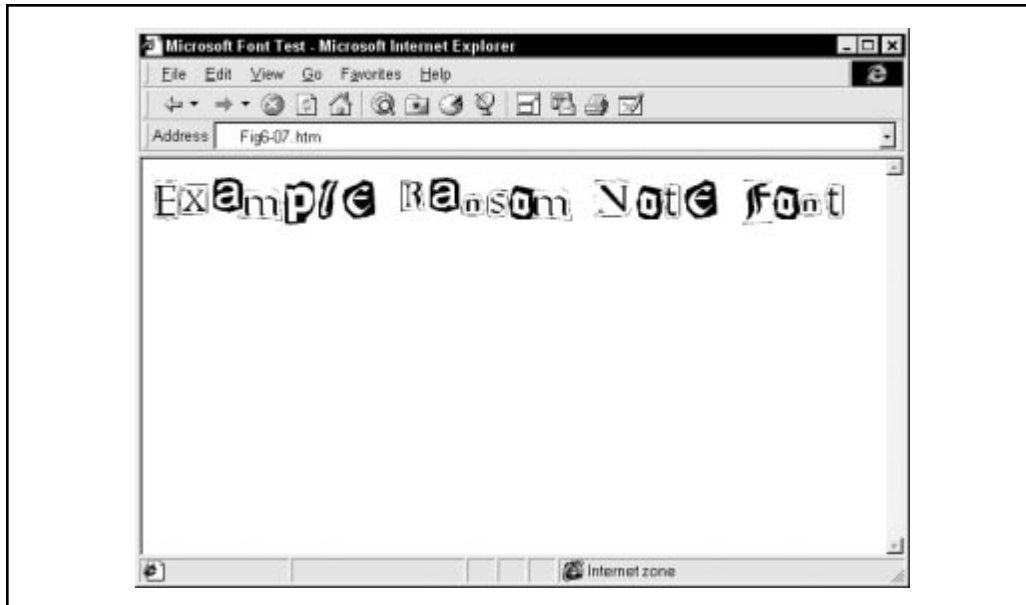 Microsoft Font Test - Microsoft Internet Explorer
File Edit View Go Favorites Help
Address Fig6-07.htm
Example Ransom Note Font
Internet zone